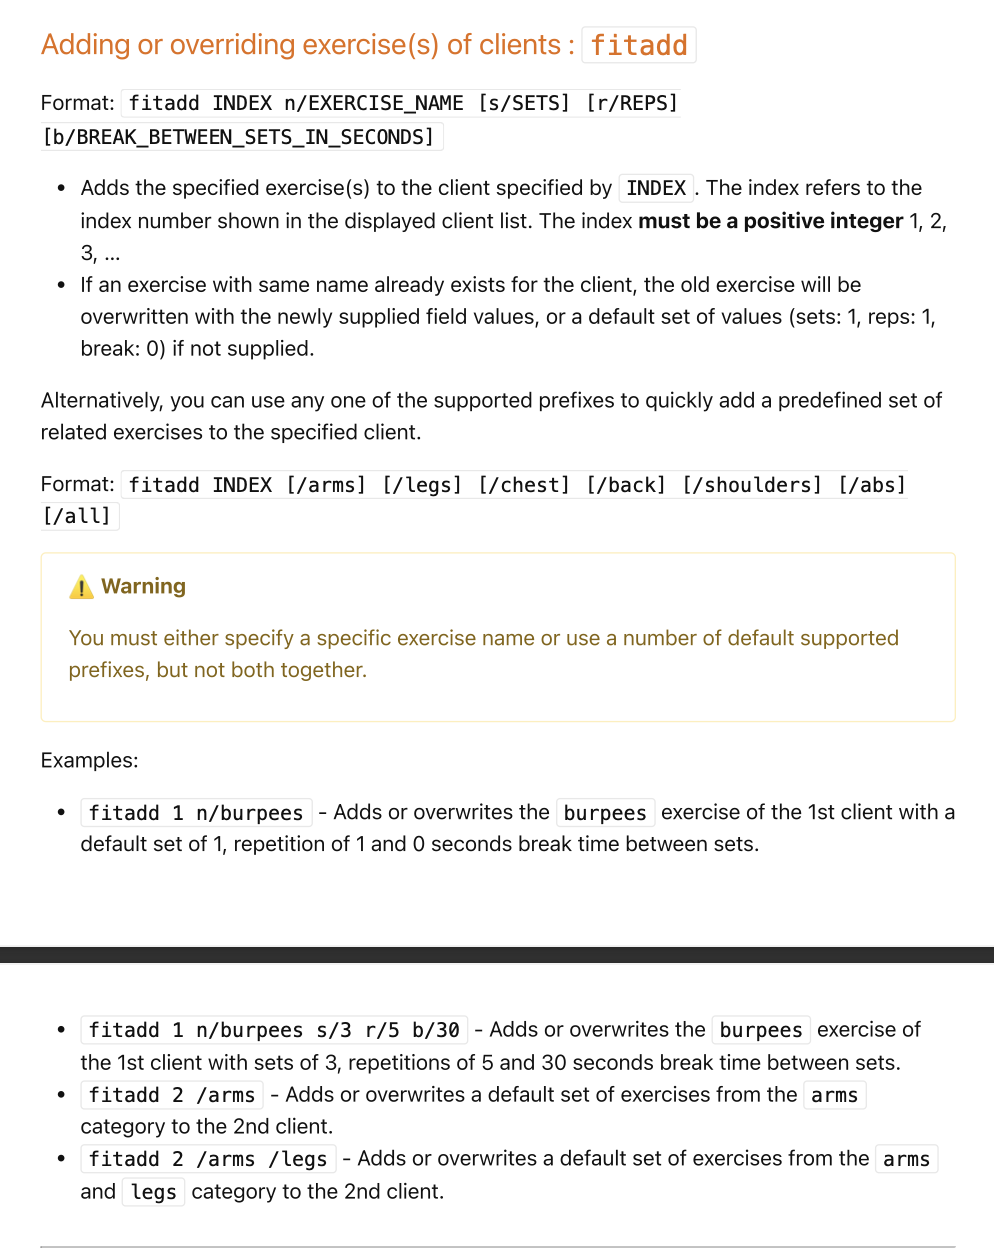 Adding or overriding exercise(s) of clients : fitadd
Format: fitadd INDEX n/EXERCISE_NAME [s/SETS] [r/REPS]
[b/BREAK_BETWEEN_SETS_IN_SECONDS]
• Adds the specified exercise(s) to the client specified by INDEX . The index refers to the
index number shown in the displayed client list. The index must be a positive integer 1, 2,
3, …
• If an exercise with same name already exists for the client, the old exercise will be
overwritten with the newly supplied field values, or a default set of values (sets: 1, reps: 1,
break: 0) if not supplied.
Alternatively, you can use any one of the supported prefixes to quickly add a predefined set of
related exercises to the specified client.
Format: fitadd INDEX [/arms] [/legs] [/chest] [/back] [/shoulders] [/abs]
[/all]
⚠️ Warning
You must either specify a specific exercise name or use a number of default supported
prefixes, but not both together.
Examples:
• fitadd 1 n/burpees - Adds or overwrites the burpees exercise of the 1st client with a
default set of 1, repetition of 1 and 0 seconds break time between sets.
• fitadd 1 n/burpees s/3 r/5 b/30 - Adds or overwrites the burpees exercise of
the 1st client with sets of 3, repetitions of 5 and 30 seconds break time between sets.
• fitadd 2 /arms - Adds or overwrites a default set of exercises from the arms
category to the 2nd client.
• fitadd 2 /arms /legs - Adds or overwrites a default set of exercises from the arms
and legs category to the 2nd client.